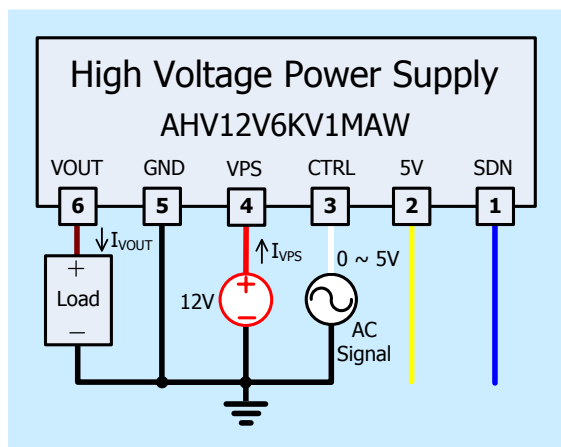 High Voltage Power Supply
AHV12V6KV1MAW
VOUT GND VPS CTRL 5V SDN
6 5 4 3 2 1
IVOUT IVPS 0 ~ 5V
+
Load
−
12V
+
−
AC
Signal